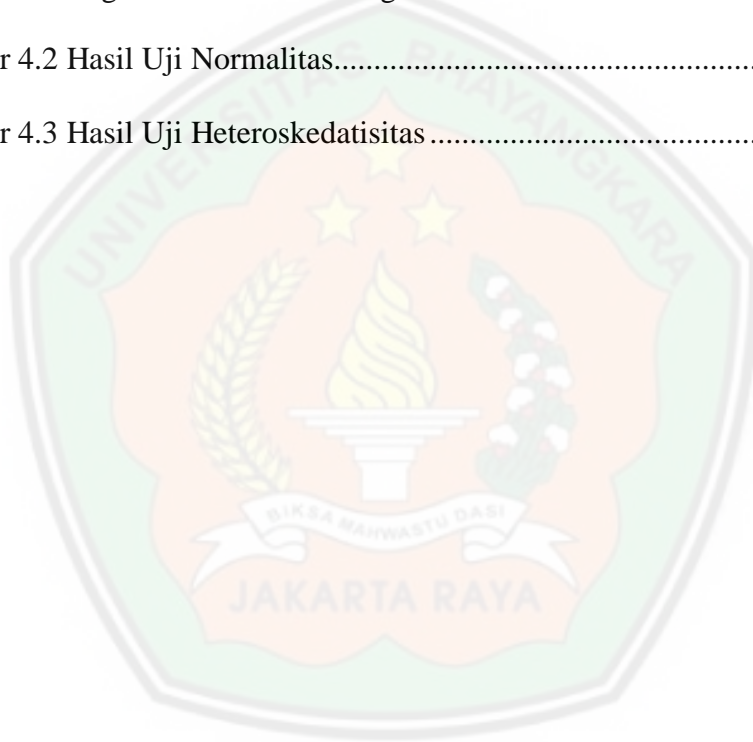 r 4.2 Hasil Uji Normalitas....................................................
r 4.3 Hasil Uji Heteroskedatisitas........................................
UNIVERSITAS BHAYANGKARA
BIKSA MAHWASTU DASI
JAKARTA RAYA